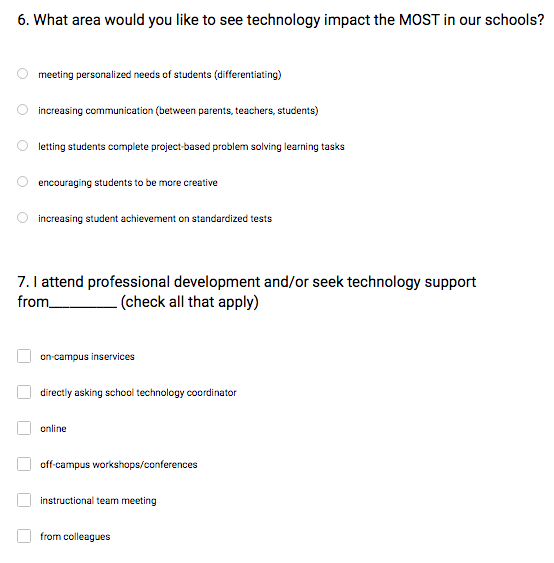 6. What area would you like to see technology impact the MOST in our schools?
meeting personalized needs of students (differentiating)
increasing communication (between parents, teachers, students)
letting students complete project-based problem solving learning tasks
encouraging students to be more creative
increasing student achievement on standardized tests
7. I attend professional development and/or seek technology support
from_________ (check all that apply)
on-campus inservices
directly asking school technology coordinator
online
off-campus workshops/conferences
instructional team meeting
from colleagues